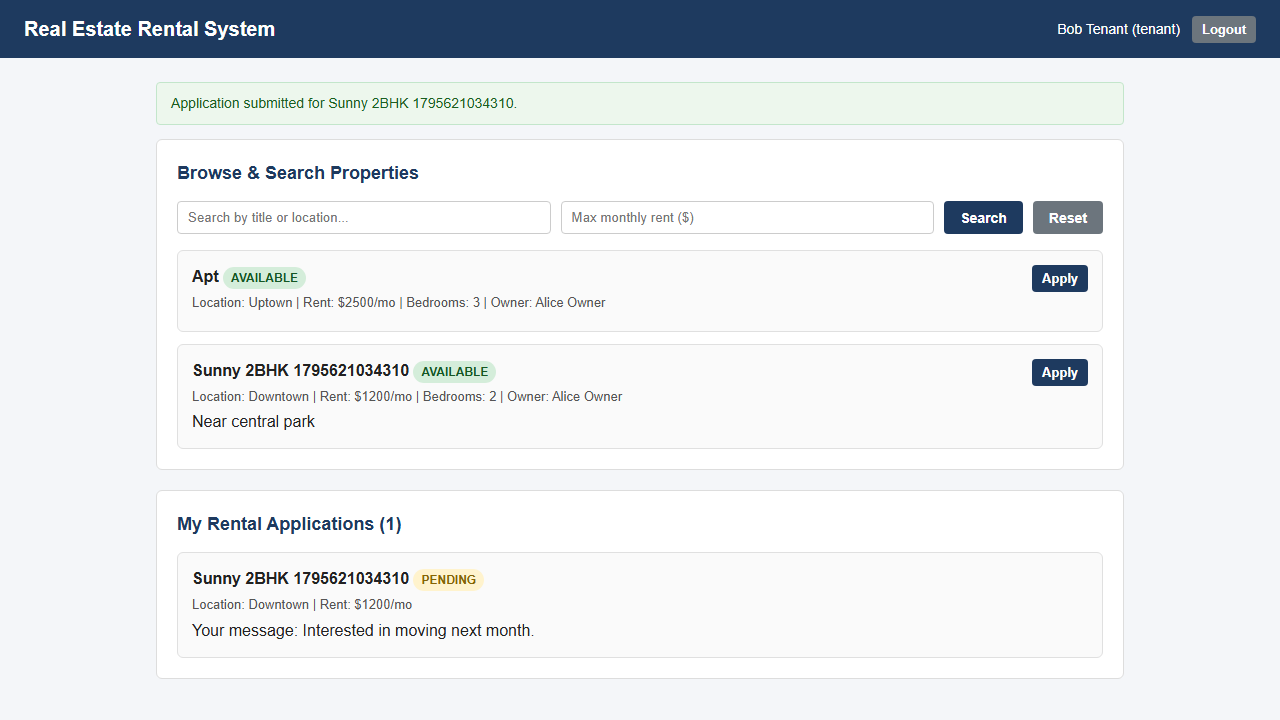 Real Estate Rental System
Bob Tenant (tenant)
Logout
Application submitted for Sunny 2BHK 1795621034310.
Browse & Search Properties
Search by title or location...
Max monthly rent ($)
Search
Reset
Apt AVAILABLE
Apply
Location: Uptown | Rent: $2500/mo | Bedrooms: 3 | Owner: Alice Owner
Sunny 2BHK 1795621034310 AVAILABLE
Apply
Location: Downtown | Rent: $1200/mo | Bedrooms: 2 | Owner: Alice Owner
Near central park
My Rental Applications (1)
Sunny 2BHK 1795621034310 PENDING
Location: Downtown | Rent: $1200/mo
Your message: Interested in moving next month.